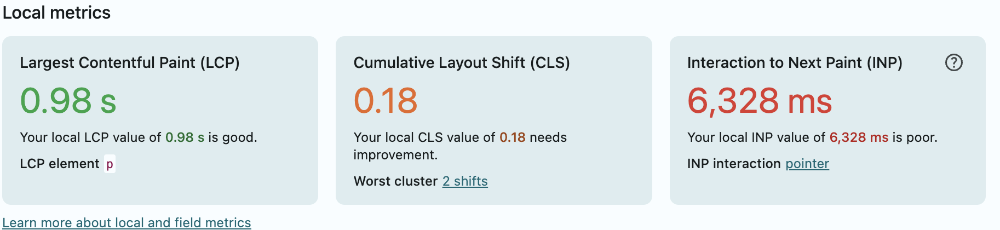 Local metrics
Largest Contentful Paint (LCP)
0.98 s
Your local LCP value of 0.98 s is good.
LCP element p
Cumulative Layout Shift (CLS)
0.18
Your local CLS value of 0.18 needs
improvement.
Worst cluster 2 shifts
Interaction to Next Paint (INP) ?
6,328 ms
Your local INP value of 6,328 ms is poor.
INP interaction pointer
Learn more about local and field metrics